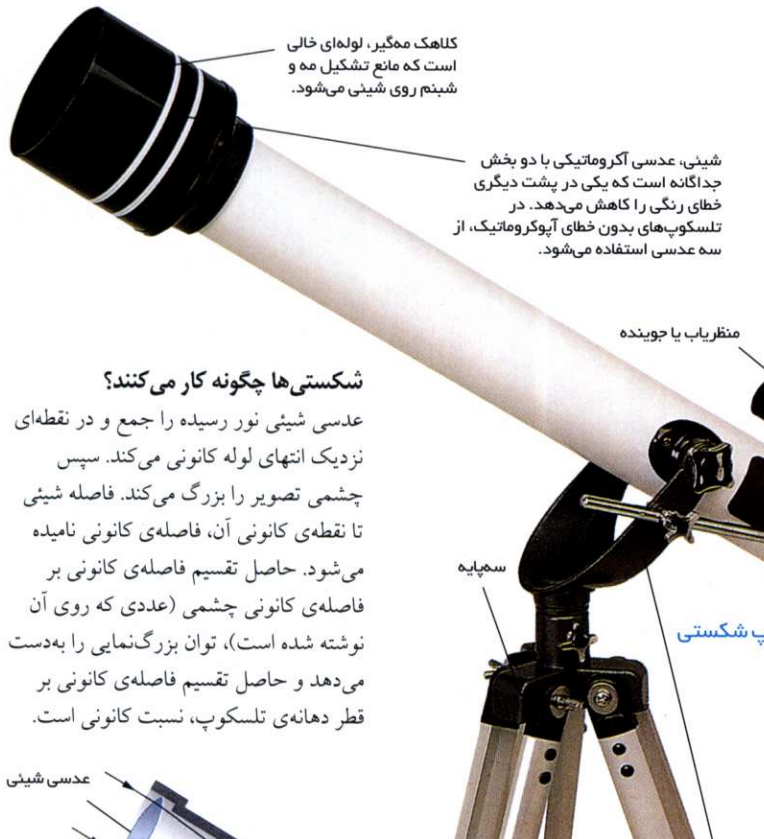 کلاهک مه‌گیر، لوله‌ای خالی
است که مانع تشکیل مه و
شبنم روی شیئی می‌شود.
شیئی، عدسی آکروماتیکی با دو بخش
جداگانه است که یکی در پشت دیگری
خطای رنگی را کاهش می‌دهد. در
تلسکوپ‌های بدون خطای آپوکروماتیک، از
سه عدسی استفاده می‌شود.
منظریاب یا جوینده
شکستی‌ها چگونه کار می‌کنند؟
عدسی شیئی نور رسیده را جمع و در نقطه‌ای
نزدیک انتهای لوله کانونی می‌کند. سپس
چشمی تصویر را بزرگ می‌کند. فاصله شیئی
تا نقطه‌ی کانونی آن، فاصله‌ی کانونی نامیده
می‌شود. حاصل تقسیم فاصله‌ی کانونی بر
فاصله‌ی کانونی چشمی (عددی که روی آن
نوشته شده است)، توان بزرگ‌نمایی را به‌دست
می‌دهد و حاصل تقسیم فاصله‌ی کانونی بر
قطر دهانه‌ی تلسکوپ، نسبت کانونی است.
سه‌پایه
شکستی
عدسی شیئی